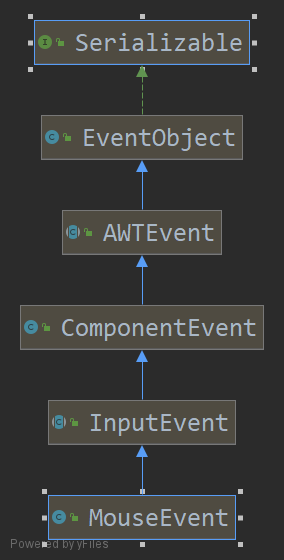 Serializable
EventObject
AWTEvent
ComponentEvent
InputEvent
MouseEvent
Powered by yFiles